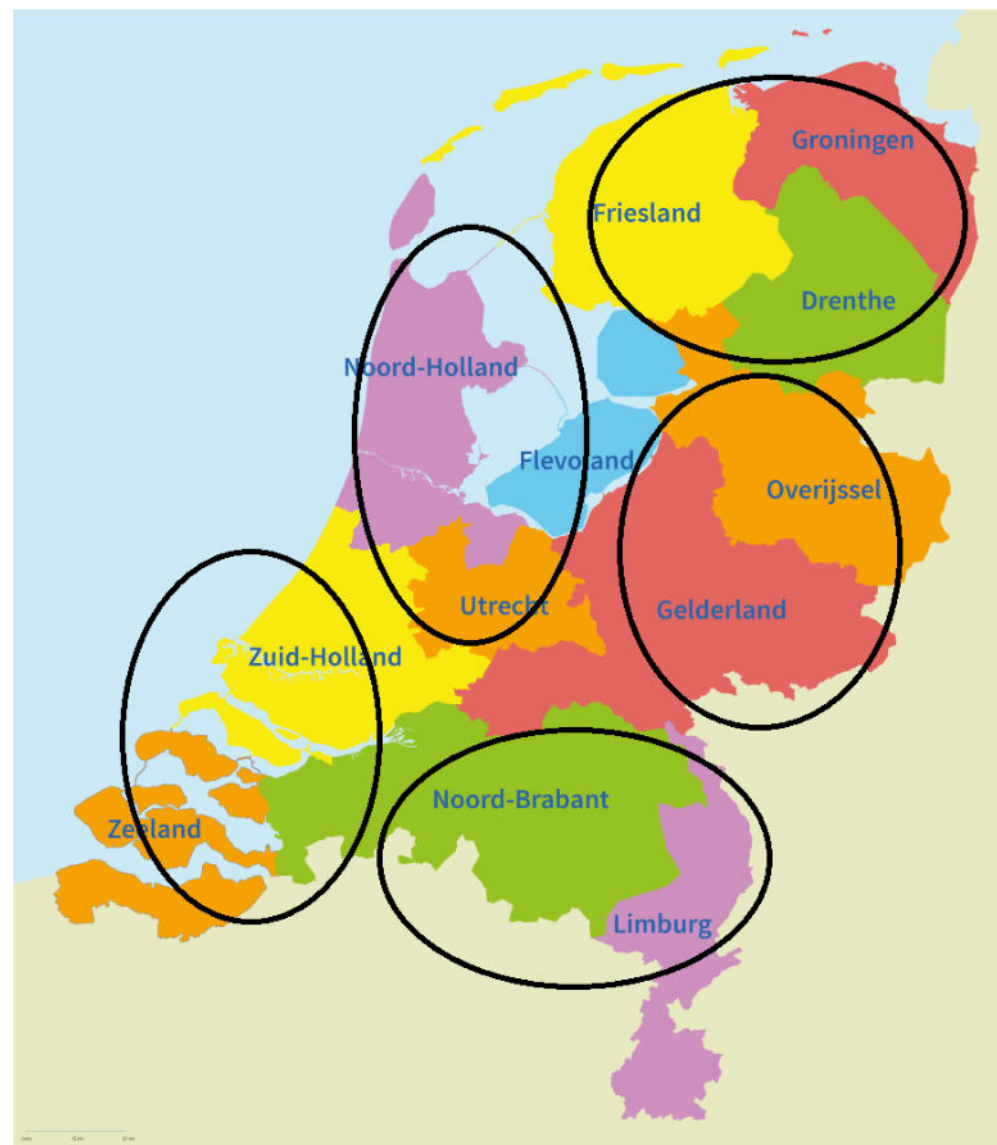 Groningen
Friesland
Drenthe
Noord-Holland
Flevoland
Overijssel
Utrecht
Gelderland
Zuid-Holland
Noord-Brabant
Zeeland
Limburg